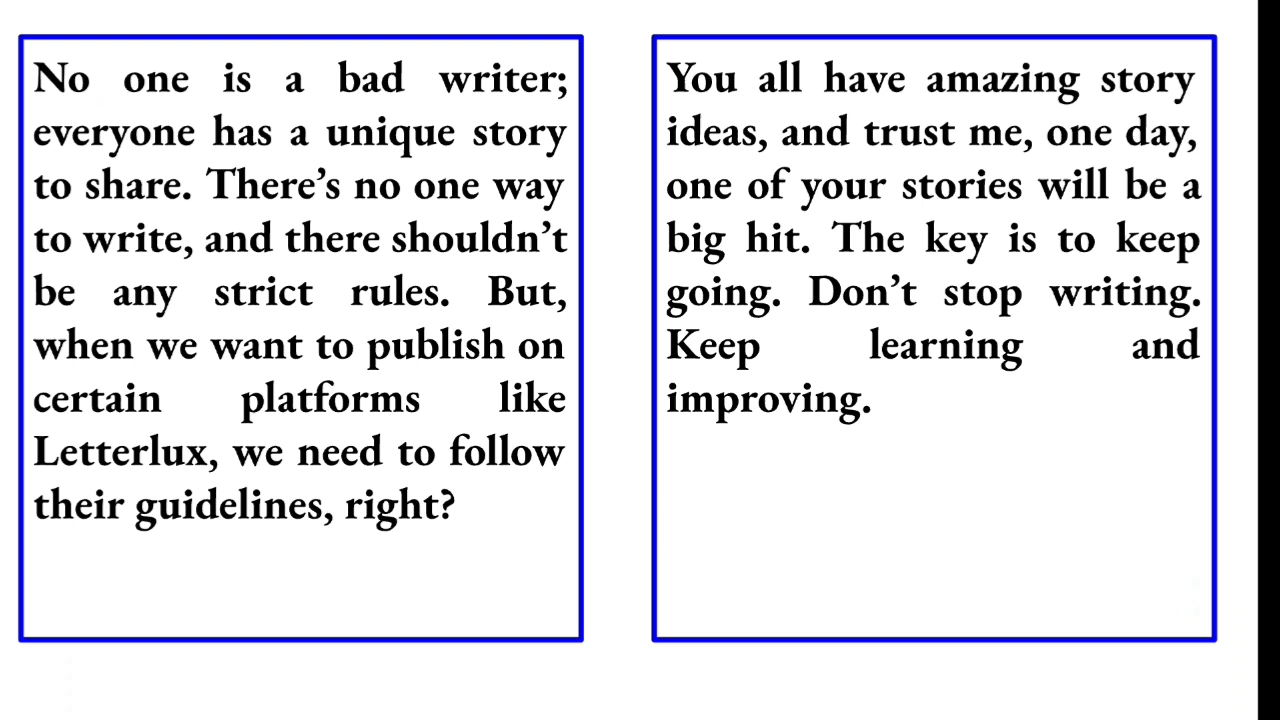 No one is a bad writer;
everyone has a unique story
to share. There’s no one way
to write, and there shouldn’t
be any strict rules. But,
when we want to publish on
certain platforms like
Letterlux, we need to follow
their guidelines, right?
You all have amazing story
ideas, and trust me, one day,
one of your stories will be a
big hit. The key is to keep
going. Don’t stop writing.
Keep learning and
improving.